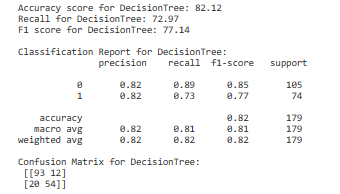 Accuracy score for DecisionTree: 82.12
Recall for DecisionTree: 72.97
F1 score for DecisionTree: 77.14
Classification Report for DecisionTree:
precision recall f1-score support
0 0.82 0.89 0.85 105
1 0.82 0.73 0.77 74
accuracy 0.82 179
macro avg 0.82 0.81 0.81 179
weighted avg 0.82 0.82 0.82 179
Confusion Matrix for DecisionTree:
[[93 12]
[20 54]]